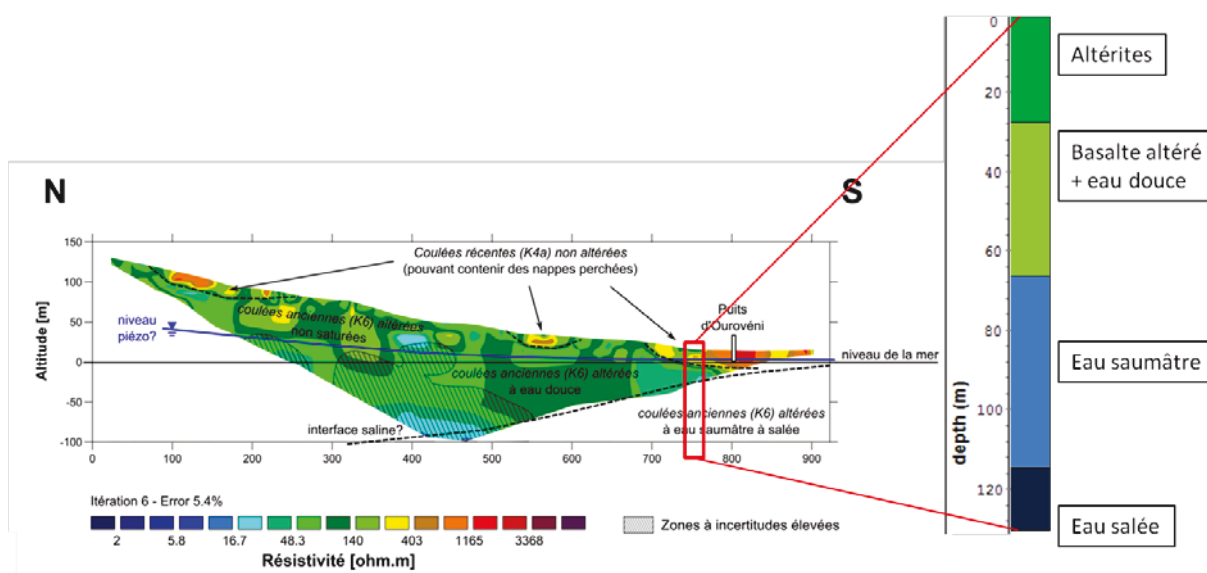 N
S
150
100
50
0
-50
-100
Altitude [m]
Coulées récentes (K4a) non altérées
(pouvant contenir des nappes perchées)
niveau
piézo?
coulées anciennes (K6) altérées
non saturées
Puits
d'Ourovéni
niveau de la mer
coulées anciennes (K6) altérées
à eau douce
coulées anciennes (K6) altérées
à eau saumâtre à salée
interface saline?
0 100 200 300 400 500 600 700 800 900
Itération 6 - Error 5.4%
2 5.8 16.7 48.3 140 403 1165 3368
Résistivité [ohm.m]
Zones à incertitudes élevées
0
20
40
60
80
100
120
depth (m)
Altérites
Basalte altéré
+ eau douce
Eau saumâtre
Eau salée